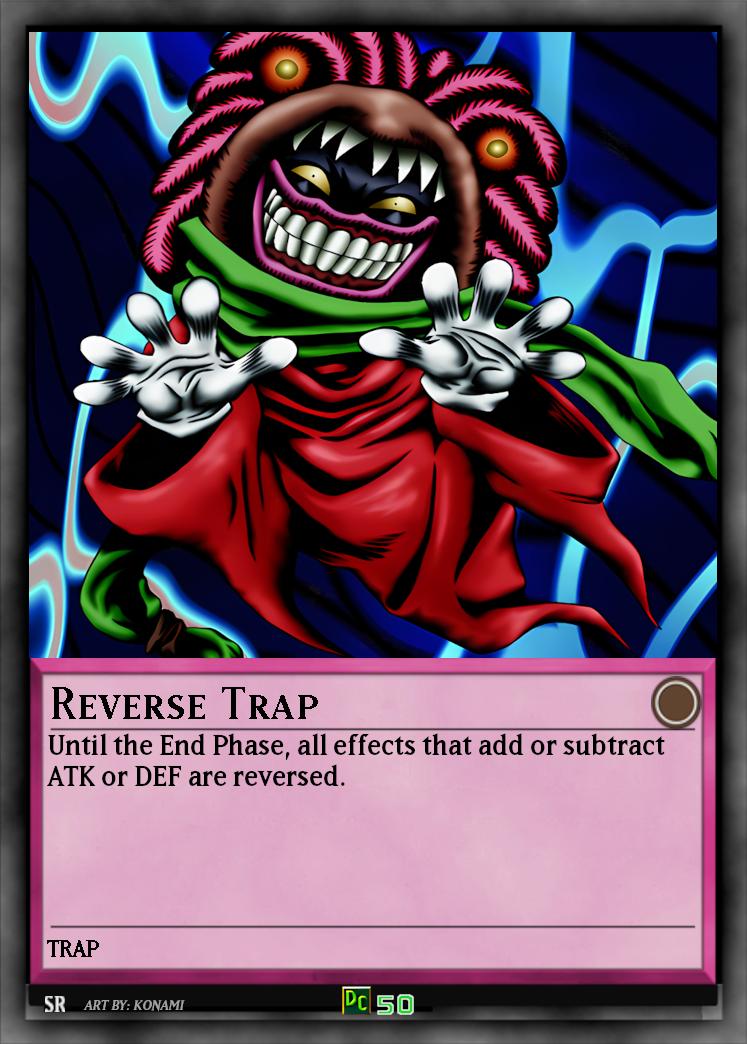 REVERSE TRAP
Until the End Phase, all effects that add or subtract
ATK or DEF are reversed.
TRAP
SR ART BY: KONAMI DC 50